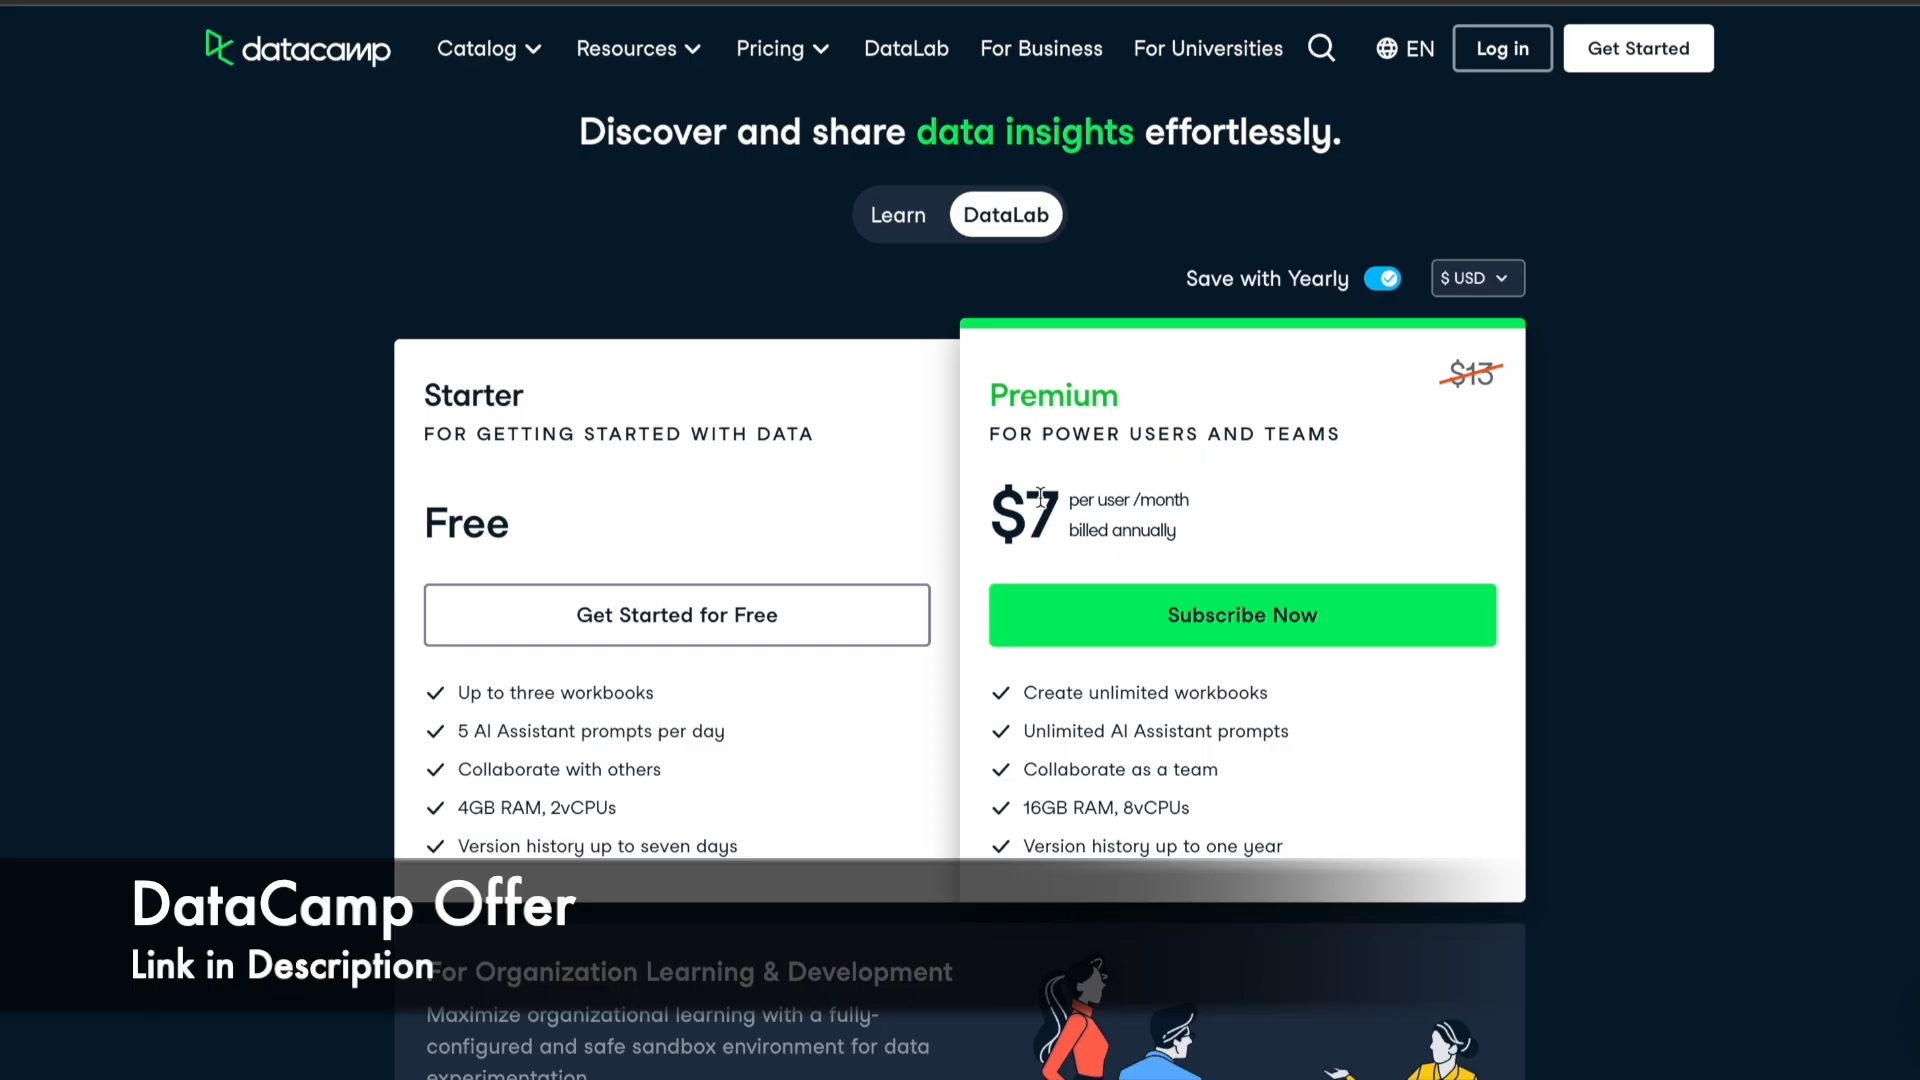 datacamp Catalog Resources Pricing DataLab For Business For Universities EN Log in Get Started
Discover and share data insights effortlessly.
Learn DataLab
Save with Yearly $ USD
Starter
FOR GETTING STARTED WITH DATA
Free
Get Started for Free
Up to three workbooks
5 AI Assistant prompts per day
Collaborate with others
4GB RAM, 2vCPUs
Version history up to seven days
$13
Premium
FOR POWER USERS AND TEAMS
$7 per user /month
billed annually
Subscribe Now
Create unlimited workbooks
Unlimited AI Assistant prompts
Collaborate as a team
16GB RAM, 8vCPUs
Version history up to one year
DataCamp Offer
Link in Description
For Organization Learning & Development
Maximize organizational learning with a fully-
configured and safe sandbox environment for data
experimentation